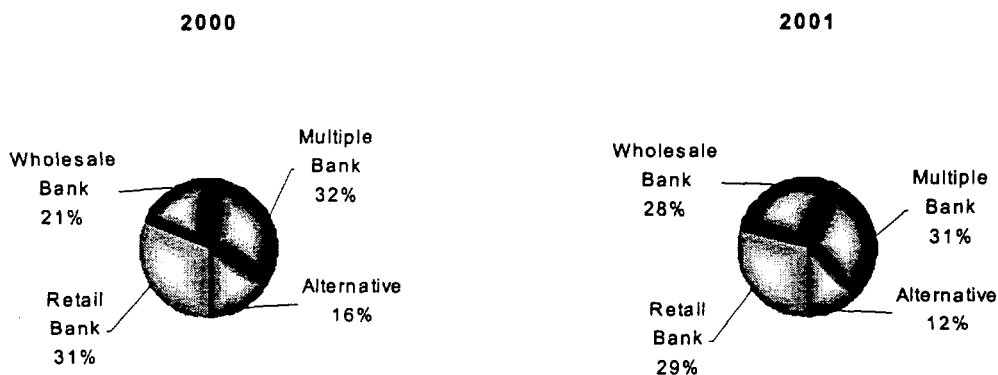 2000
Wholesale
Bank
21%
Multiple
Bank
32%
Retail
Bank
31%
Alternative
16%
2001
Wholesale
Bank
28%
Multiple
Bank
31%
Retail
Bank
29%
Alternative
12%